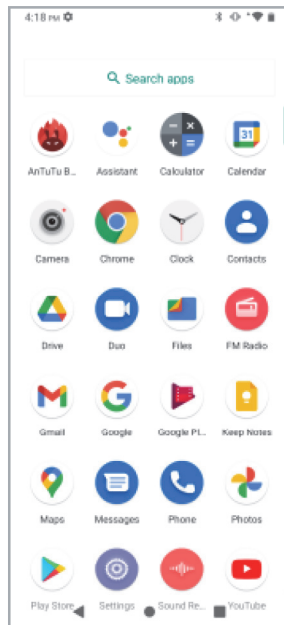 4:18 PM
Search apps
AnTuTu B... Assistant Calculator Calendar
31
Camera Chrome Clock Contacts
Drive Duo Files FM Radio
Gmail Google Google Pl... Keep Notes
Maps Messages Phone Photos
Play Store Settings Sound Re... YouTube